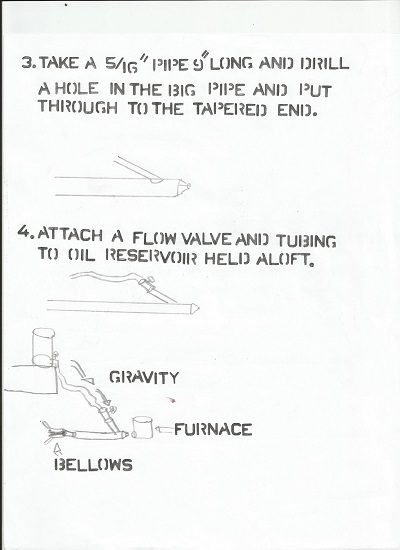 3. TAKE A 5/16" PIPE 9" LONG AND DRILL
A HOLE IN THE BIG PIPE AND PUT
THROUGH TO THE TAPERED END.
4. ATTACH A FLOW VALVE AND TUBING
TO OIL RESERVOIR HELD ALOFT.
GRAVITY
FURNACE
BELLOWS